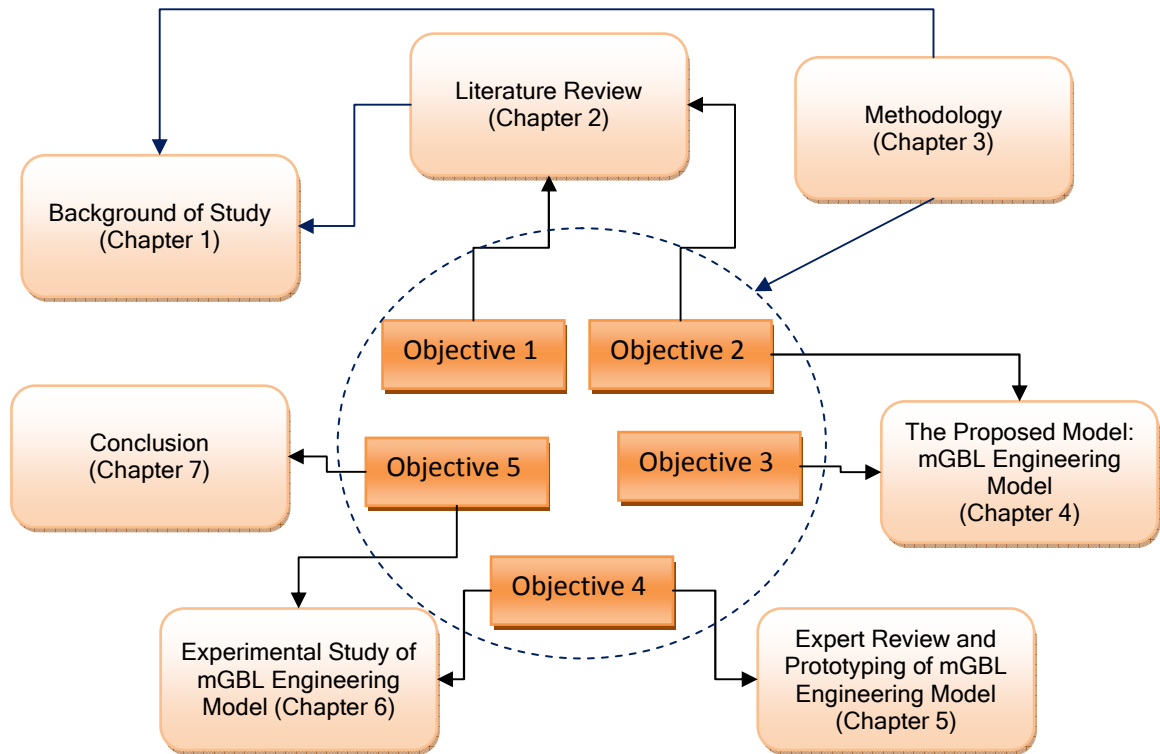 Literature Review
(Chapter 2)
Methodology
(Chapter 3)
Background of Study
(Chapter 1)
Objective 1
Objective 2
Conclusion
(Chapter 7)
Objective 5
Objective 3
The Proposed Model:
mGBL Engineering
Model
(Chapter 4)
Objective 4
Experimental Study of
mGBL Engineering
Model (Chapter 6)
Expert Review and
Prototyping of mGBL
Engineering Model
(Chapter 5)